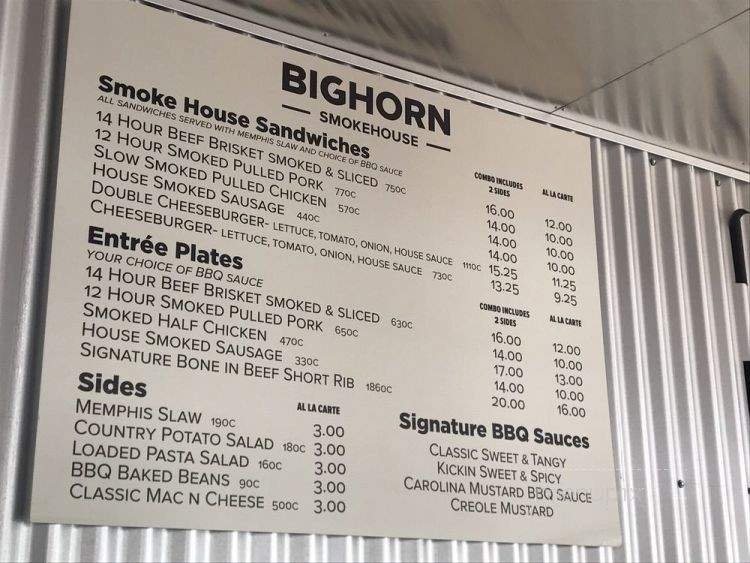 BIGHORN
SMOKEHOUSE
Smoke House Sandwiches
ALL SANDWICHES SERVED WITH MEMPHIS SLAW AND CHOICE OF BBQ SAUCE
COMBO INCLUDES 2 SIDES AL LA CARTE
14 HOUR BEEF BRISKET SMOKED & SLICED 750C 16.00 12.00
12 HOUR SMOKED PULLED PORK 770C 14.00 10.00
SLOW SMOKED PULLED CHICKEN 570C 14.00 10.00
HOUSE SMOKED SAUSAGE 440C 14.00 10.00
DOUBLE CHEESEBURGER- LETTUCE, TOMATO, ONION, HOUSE SAUCE 1110C 15.25 11.25
CHEESEBURGER- LETTUCE, TOMATO, ONION, HOUSE SAUCE 730C 13.25 9.25
Entrée Plates
YOUR CHOICE OF BBQ SAUCE
COMBO INCLUDES 2 SIDES AL LA CARTE
14 HOUR BEEF BRISKET SMOKED & SLICED 630C 16.00 12.00
12 HOUR SMOKED PULLED PORK 650C 14.00 10.00
SMOKED HALF CHICKEN 470C 17.00 13.00
HOUSE SMOKED SAUSAGE 330C 14.00 10.00
SIGNATURE BONE IN BEEF SHORT RIB 1860C 20.00 16.00
Sides
AL LA CARTE
MEMPHIS SLAW 190C 3.00
COUNTRY POTATO SALAD 180C 3.00
LOADED PASTA SALAD 160C 3.00
BBQ BAKED BEANS 90C 3.00
CLASSIC MAC N CHEESE 500C 3.00
Signature BBQ Sauces
CLASSIC SWEET & TANGY
KICKIN SWEET & SPICY
CAROLINA MUSTARD BBQ SAUCE
CREOLE MUSTARD